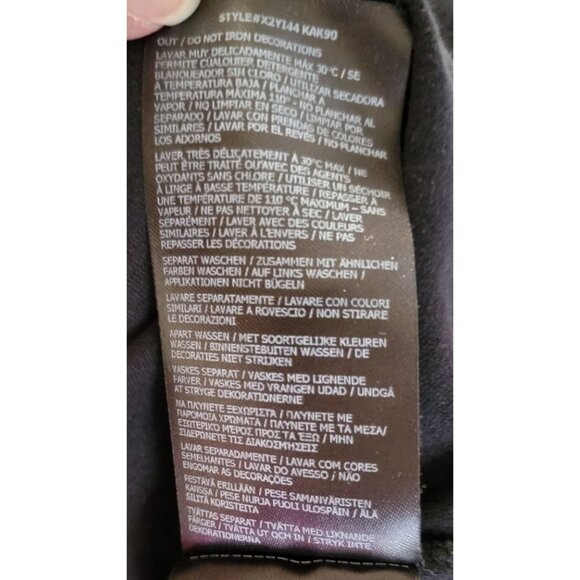 STYLE#X2Y144 KAK90
OUT / DO NOT IRON DECORATIONS
LAVAR MUY DELICADAMENTE MÁX 30°C / SE
PERMITE CUALQUIER DETERGENTE
BLANQUEADOR SIN CLORO / UTILIZAR SECADORA
A TEMPERATURA BAJA / PLANCHAR A
TEMPERATURA MÁXIMA 110° - NO PLANCHAR AL
VAPOR / NO LIMPIAR EN SECO / LIMPIAR POR
SEPARADO / LAVAR CON PRENDAS DE COLORES
SIMILARES / LAVAR POR EL REVÉS / NO PLANCHAR
LOS ADORNOS
LAVER TRÈS DÉLICATEMENT À 30°C MAX / NE
PEUT ÊTRE TRAITÉ OU/AVEC DES AGENTS
OXYDANTS SANS CHLORE / UTILISER UN SÉCHOIR
À LINGE À BASSE TEMPÉRATURE / REPASSER À
UNE TEMPÉRATURE DE 110 °C MAXIMUM – SANS
VAPEUR / NE PAS NETTOYER À SEC / LAVER
SÉPARÉMENT / LAVER AVEC DES COULEURS
SIMILAIRES / LAVER À L'ENVERS / NE PAS
REPASSER LES DÉCORATIONS
SEPARAT WASCHEN / ZUSAMMEN MIT ÄHNLICHEN
FARBEN WASCHEN / AUF LINKS WASCHEN /
APPLIKATIONEN NICHT BÜGELN
LAVARE SEPARATAMENTE / LAVARE CON COLORI
SIMILARI / LAVARE A ROVESCIO / NON STIRARE
LE DECORAZIONI
APART WASSEN / MET SOORTGELIJKE KLEUREN
WASSEN / BINNENSTEBUITEN WASSEN / DE
DECORATIES NIET STRIJKEN
VASKES SEPARAT / VASKES MED LIGNENDE
FARVER / VASKES MED VRANGEN UDAD / UNDGÅ
AT STRYGE DEKORATIONERNE
ΝΑ ΠΛΥΝΕΤΕ ΞΕΧΩΡΙΣΤΑ / ΠΛΥΝΕΤΕ ΜΕ
ΠΑΡΟΜΟΙΑ ΧΡΩΜΑΤΑ / ΠΛΥΝΕΤΕ ΜΕ ΤΑ ΜΕΣΑ/
ΕΣΩΤΕΡΙΚΟ ΜΕΡΟΣ ΠΡΟΣ ΤΑ ΈΞΩ / ΜΗΝ
ΣΙΔΕΡΩΝΕΤΕ ΤΙΣ ΔΙΑΚΟΣΜΗΣΕΙΣ
LAVAR SEPARADAMENTE / LAVAR COM CORES
SEMELHANTES / LAVAR DO AVESSO / NÃO
ENGOMAR AS DECORAÇÕES
PESTÄVÄ ERILLÄÄN / PESE SAMANVÄRISTEN
KANSSA / PESE NURJA PUOLI ULOSPÄIN / ÄLÄ
SILITÄ KORISTEITA
TVÄTTAS SEPARAT / TVÄTTA MED LIKNANDE
FÄRGER / TVÄTTA UT OCH IN / STRYK INTE
DEKORATIONERNA